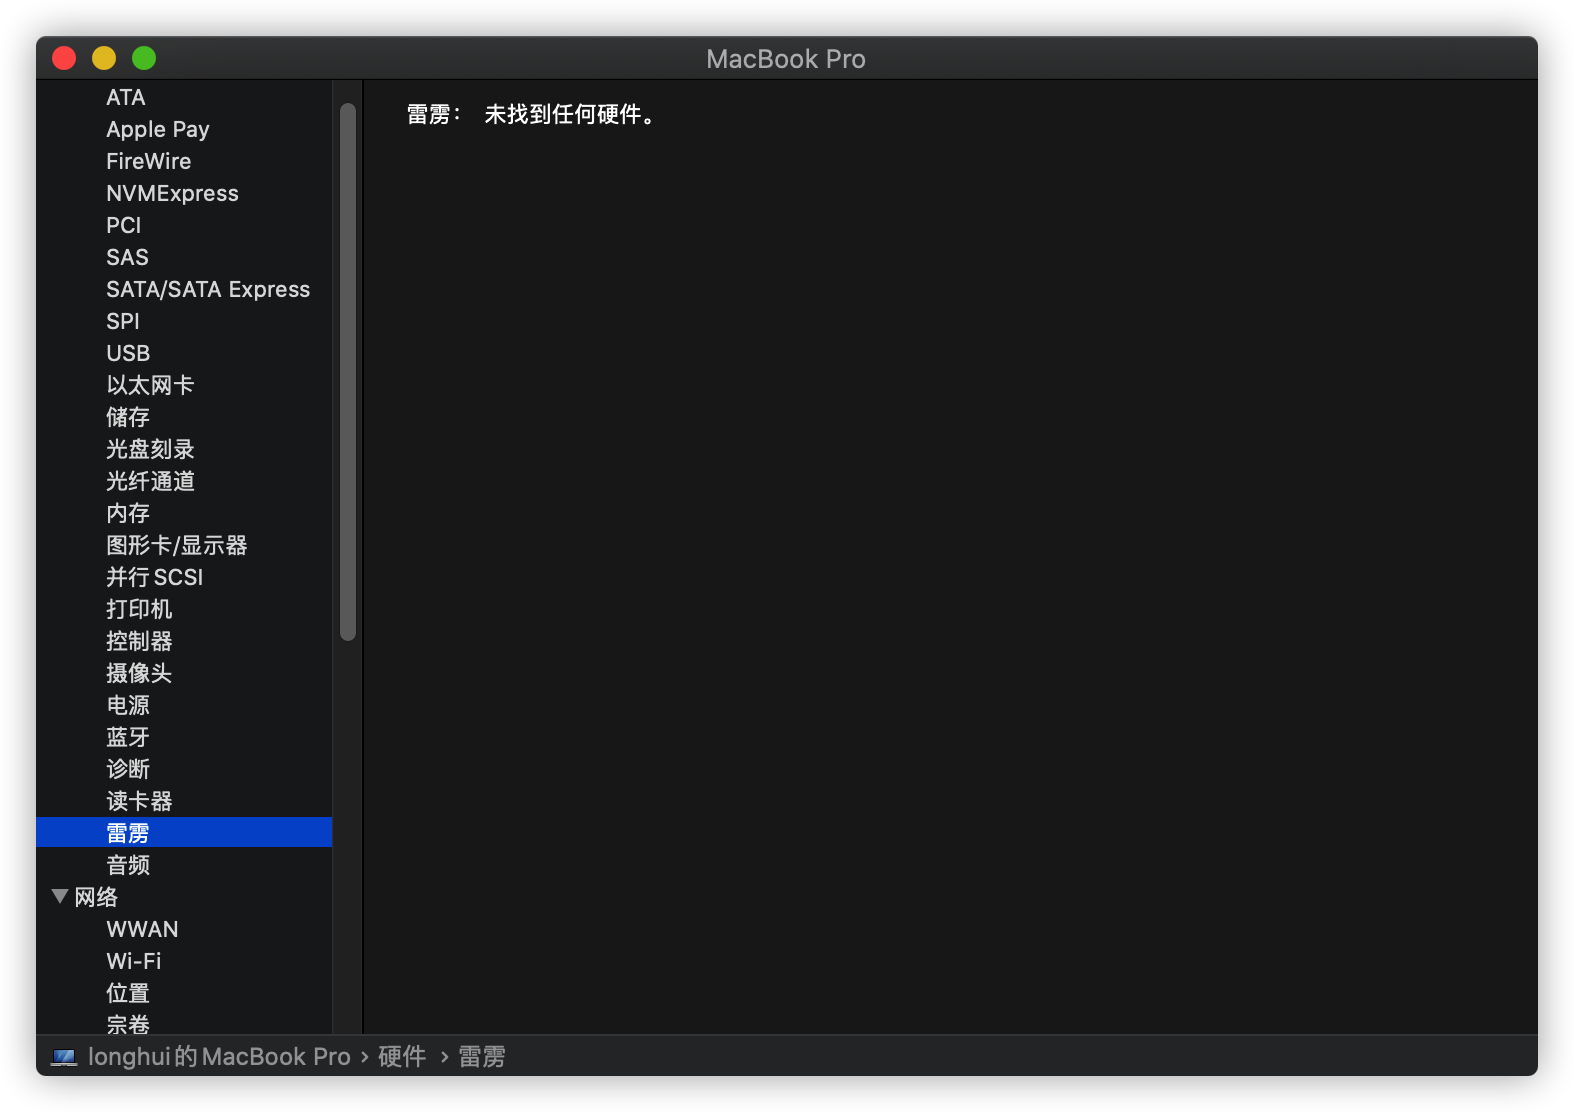 MacBook Pro
ATA
Apple Pay
FireWire
NVMExpress
PCI
SAS
SATA/SATA Express
SPI
USB
以太网卡
储存
光盘刻录
光纤通道
内存
图形卡/显示器
并行 SCSI
打印机
控制器
摄像头
电源
蓝牙
诊断
读卡器
雷雳
音频
网络
WWAN
Wi-Fi
位置
宗卷
雷雳： 未找到任何硬件。
longhui的MacBook Pro › 硬件 › 雷雳